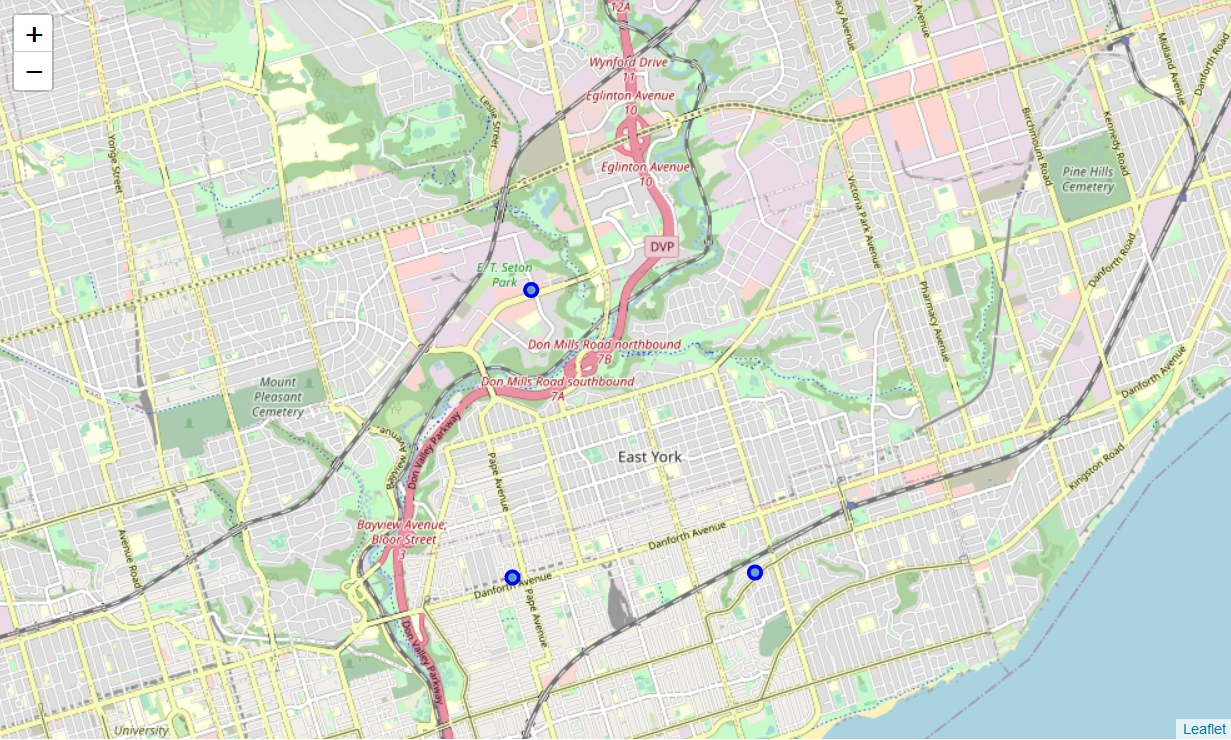 +
−
12A
Wynford Drive
11
Eglinton Avenue
10
Eglinton Avenue
10
Leslie Street
Yonge Street
Birchmount Road
Kennedy Road
Midland Avenue
Danforth Road
Pine Hills
Cemetery
Victoria Park Avenue
DVP
E. T. Seton
Park
Danforth Road
Pharmacy Avenue
Don Mills Road northbound
7B
Don Mills Road southbound
7A
Mount
Pleasant
Cemetery
Danforth Avenue
Don Valley Parkway
East York
Pape Avenue
Kingston Road
Bayview Avenue,
Bloor Street
3
Avenue Road
Danforth Avenue
Danforth Avenue
Pape Avenue
Don Valley Parkway
University
Leaflet